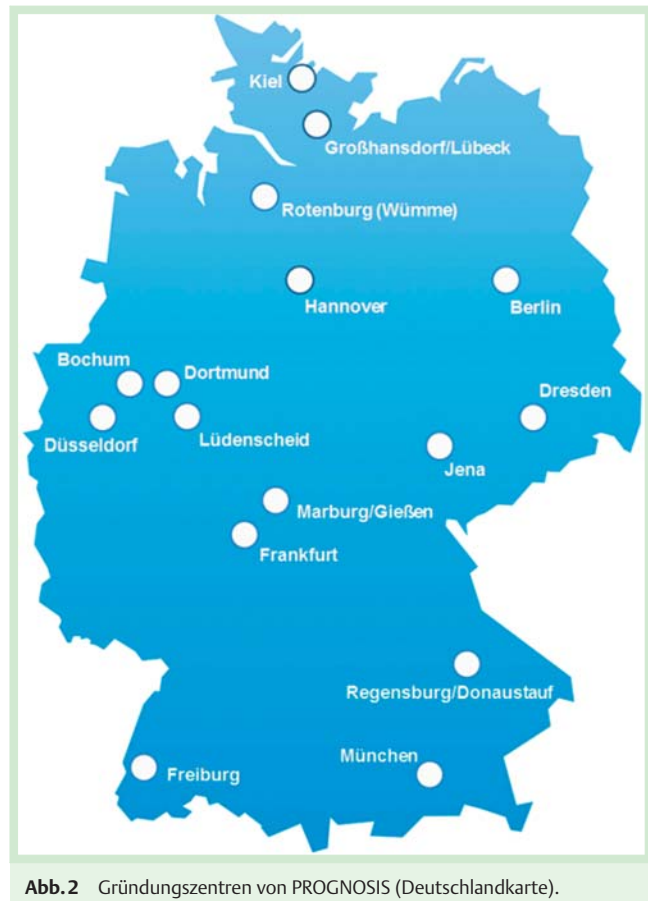 Kiel
Großhansdorf/Lübeck
Rotenburg (Wümme)
Hannover
Berlin
Bochum
Dortmund
Dresden
Düsseldorf
Lüdenscheid
Jena
Marburg/Gießen
Frankfurt
Regensburg/Donaustauf
München
Freiburg
Abb. 2 Gründungszentren von PROGNOSIS (Deutschlandkarte).